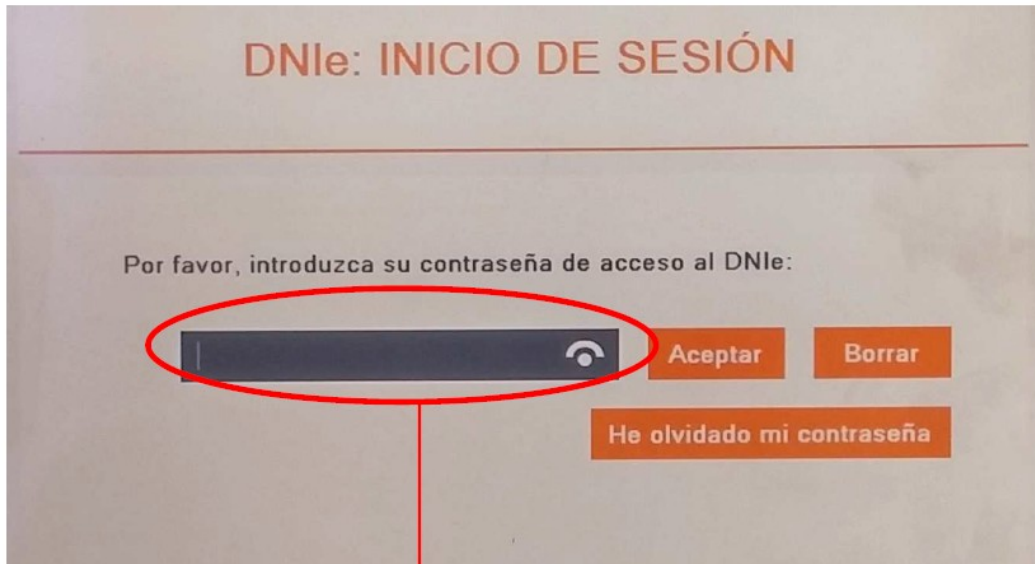 DNIe: INICIO DE SESIÓN
Por favor, introduzca su contraseña de acceso al DNIe:
Aceptar
Borrar
He olvidado mi contraseña